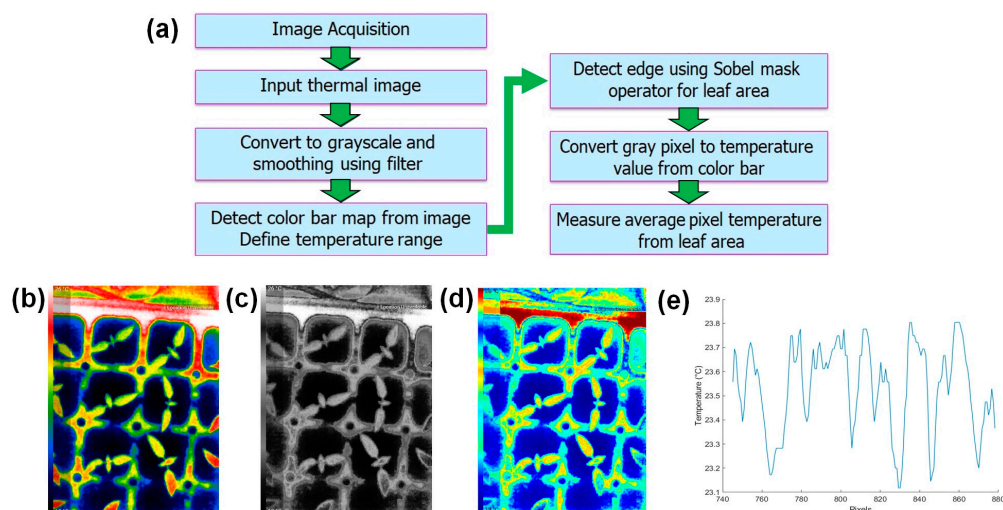 (a)
Image Acquisition
Input thermal image
Convert to grayscale and
smoothing using filter
Detect color bar map from image
Define temperature range
Detect edge using Sobel mask
operator for leaf area
Convert gray pixel to temperature
value from color bar
Measure average pixel temperature
from leaf area
(b)
(c)
(d)
(e)
23.9
23.8
23.7
23.6
23.5
23.4
23.3
23.2
23.1
Temperature (°C)
740
760
780
800
820
840
860
880
Pixels